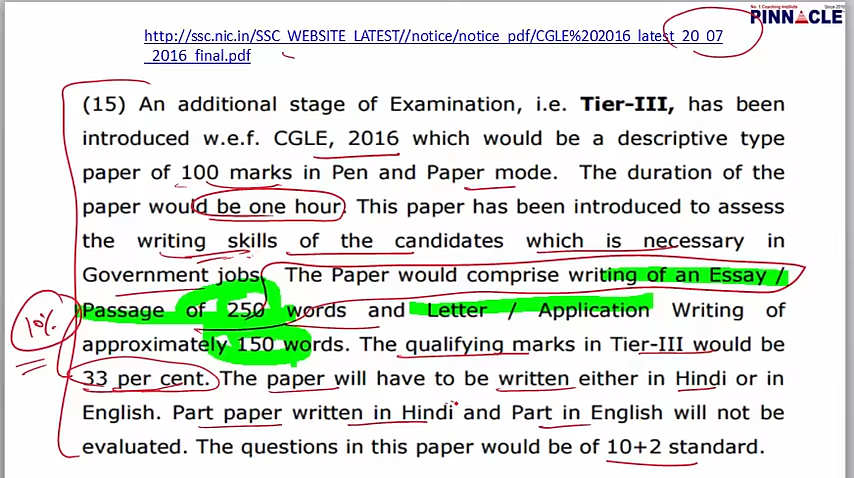 No. 1 Coaching Institute Since 2010
PINNACLE
http://ssc.nic.in/SSC_WEBSITE_LATEST//notice/notice_pdf/CGLE%202016_latest_20_07
_2016_final.pdf
(15) An additional stage of Examination, i.e. Tier-III, has been
introduced w.e.f. CGLE, 2016 which would be a descriptive type
paper of 100 marks in Pen and Paper mode. The duration of the
paper would be one hour. This paper has been introduced to assess
the writing skills of the candidates which is necessary in
Government jobs. The Paper would comprise writing of an Essay /
Passage of 250 words and Letter / Application Writing of
10%
approximately 150 words. The qualifying marks in Tier-III would be
33 per cent. The paper will have to be written either in Hindi or in
English. Part paper written in Hindi and Part in English will not be
evaluated. The questions in this paper would be of 10+2 standard.